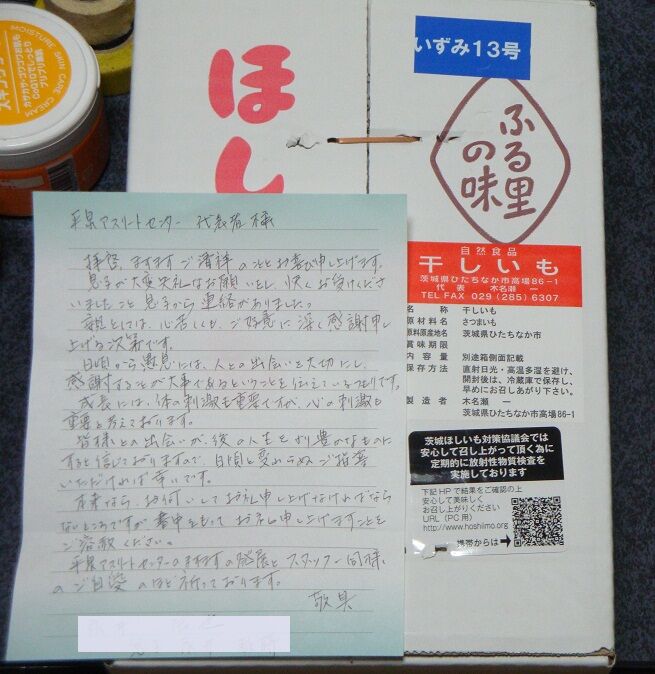 MOISTURE SKIN CARE CREAM
いずみ13号
ほし
ふる里
の味
自然食品
干しいも
茨城県ひたちなか市高場86-1
代表 木名瀬 一
TEL FAX 029 (285) 6307
名称 干しいも
原材料名 さつまいも
原料原産地名 茨城県ひたちなか市
賞味期限
内容量 別途箱側面記載
保存方法 直射日光・高温多湿を避け、
開封後は、冷蔵庫で保存し、
早めにお召しあがり下さい。
製造者 木名瀬 一
茨城県ひたちなか市高場86-1
茨城ほしいも対策協議会では
安心して召し上がって頂く為に
定期的に放射性物質検査を
実施しております
下記HPで結果をご確認の上
安心して美味しく
お召し上がりください
URL（PC用）
http://www.hoshiimo.org
携帯からは→
平泉アスリートセンター 代表者様
拝啓、ますますご清祥のこととお喜び申し上げます。
息子が大変失礼なお願いをし、快くお受けくださ
いましたこと息子から連絡がありました。
親としては、心苦しくも、ご好意に深く感謝申し
上げる次第です。
日頃から愚息には、人との出会いを大切にし、
感謝することが大事であるということを伝えているつもりです。
成長には、体の刺激も重要ですが、心の刺激も
重要と考えております。
皆様との出会いが、彼の人生をより豊かなものに
すると信じておりますので、日頃と変わらぬご指導
いただければ幸いです。
本来なら、お伺いしてお礼申し上げなければなら
ないところですが書中をもってお礼申し上げますことを
ご容赦ください。
平泉アスリートセンターのますますの発展とスタッフ一同様
のご自愛のほど祈っております。
敬具